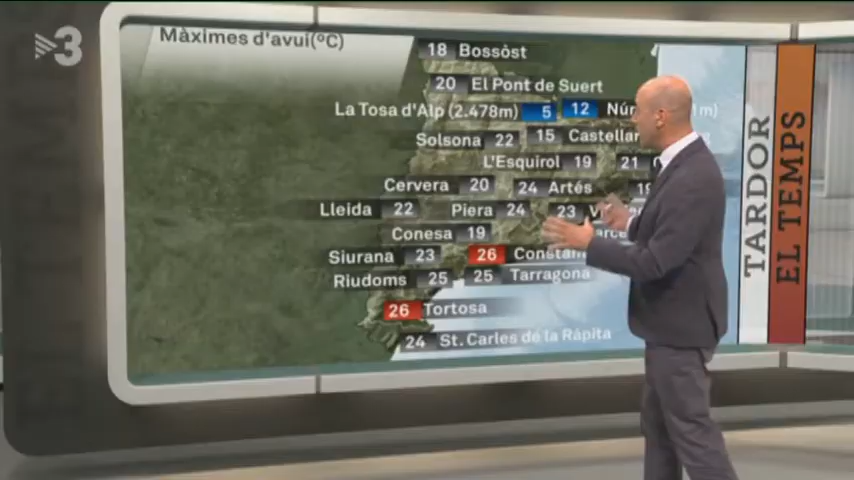 3
Màximes d'avui(ºC)
18 Bossòst
20 El Pont de Suert
La Tosa d'Alp (2.478m) 5 12
Solsona 22 15
L'Esquirol 19 21
Cervera 20 24 Artés 19
Lleida 22 Piera 24 23
Conesa 19
Siurana 23 26
Riudoms 25 25 Tarragona
26 Tortosa
24 St. Carles de la Ràpita
TARDOR
EL TEMPS